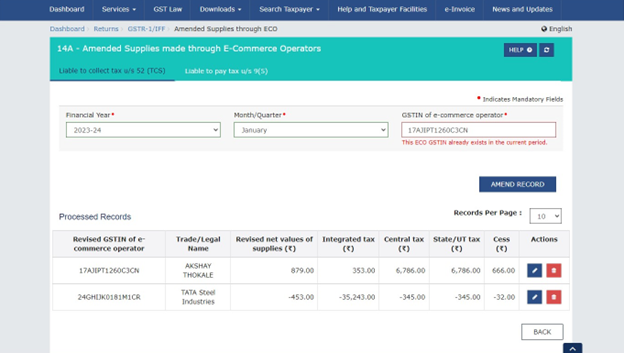 Dashboard Services GST Law Downloads Search Taxpayer Help and Taxpayer Facilities e-Invoice News and Updates
Dashboard Returns GSTR-1/IFF Amended Supplies through ECO English
14A - Amended Supplies made through E-Commerce Operators HELP
Liable to collect tax u/s 52 (TCS) Liable to pay tax u/s 9(5)
• Indicates Mandatory Fields
Financial Year• Month/Quarter• GSTIN of e-commerce operator•
2023-24 January 17AJIPT1260C3CN
This ECO GSTIN already exists in the current period.
AMEND RECORD
Processed Records Records Per Page : 10
Revised GSTIN of e-commerce operator Trade/Legal Name Revised net values of supplies (₹) Integrated tax (₹) Central tax (₹) State/UT tax (₹) Cess (₹) Actions
17AJIPT1260C3CN AKSHAY THOKALE 879.00 353.00 6,786.00 6,786.00 666.00
24GHIJK0181M1CR TATA Steel Industries -453.00 -35,243.00 -345.00 -345.00 -32.00
BACK